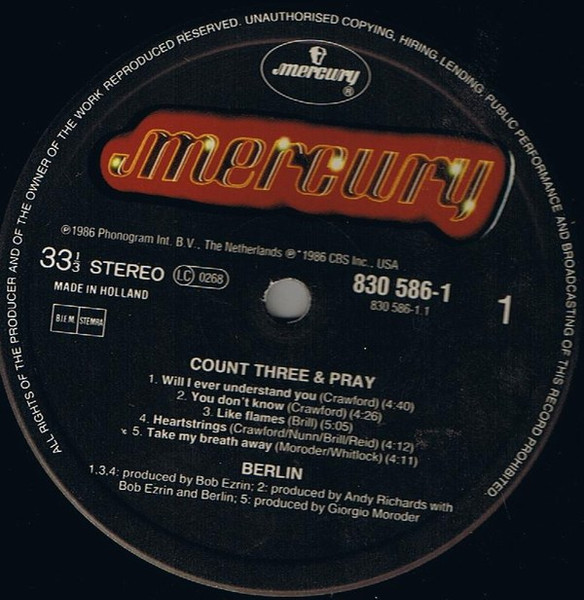 ALL RIGHTS OF THE PRODUCER AND OF THE OWNER OF THE WORK REPRODUCED RESERVED. UNAUTHORISED COPYING, HIRING, LENDING, PUBLIC PERFORMANCE AND BROADCASTING OF THIS RECORD PROHIBITED.
mercury
®
mercury
℗1986 Phonogram Int. B.V., The Netherlands ℗*1986 CBS Inc., USA
33⅓ STEREO LC 0268 830 586-1
MADE IN HOLLAND 830 586-1.1
1
B.I.E.M. STEMRA
COUNT THREE & PRAY
1. Will I ever understand you (Crawford) (4:40)
2. You don't know (Crawford) (4:26)
3. Like flames (Brill) (5:05)
4. Heartstrings (Crawford/Nunn/Brill/Reid) (4:12)
* 5. Take my breath away (Moroder/Whitlock) (4:11)
BERLIN
1.3.4: produced by Bob Ezrin; 2: produced by Andy Richards with
Bob Ezrin and Berlin; 5: produced by Giorgio Moroder